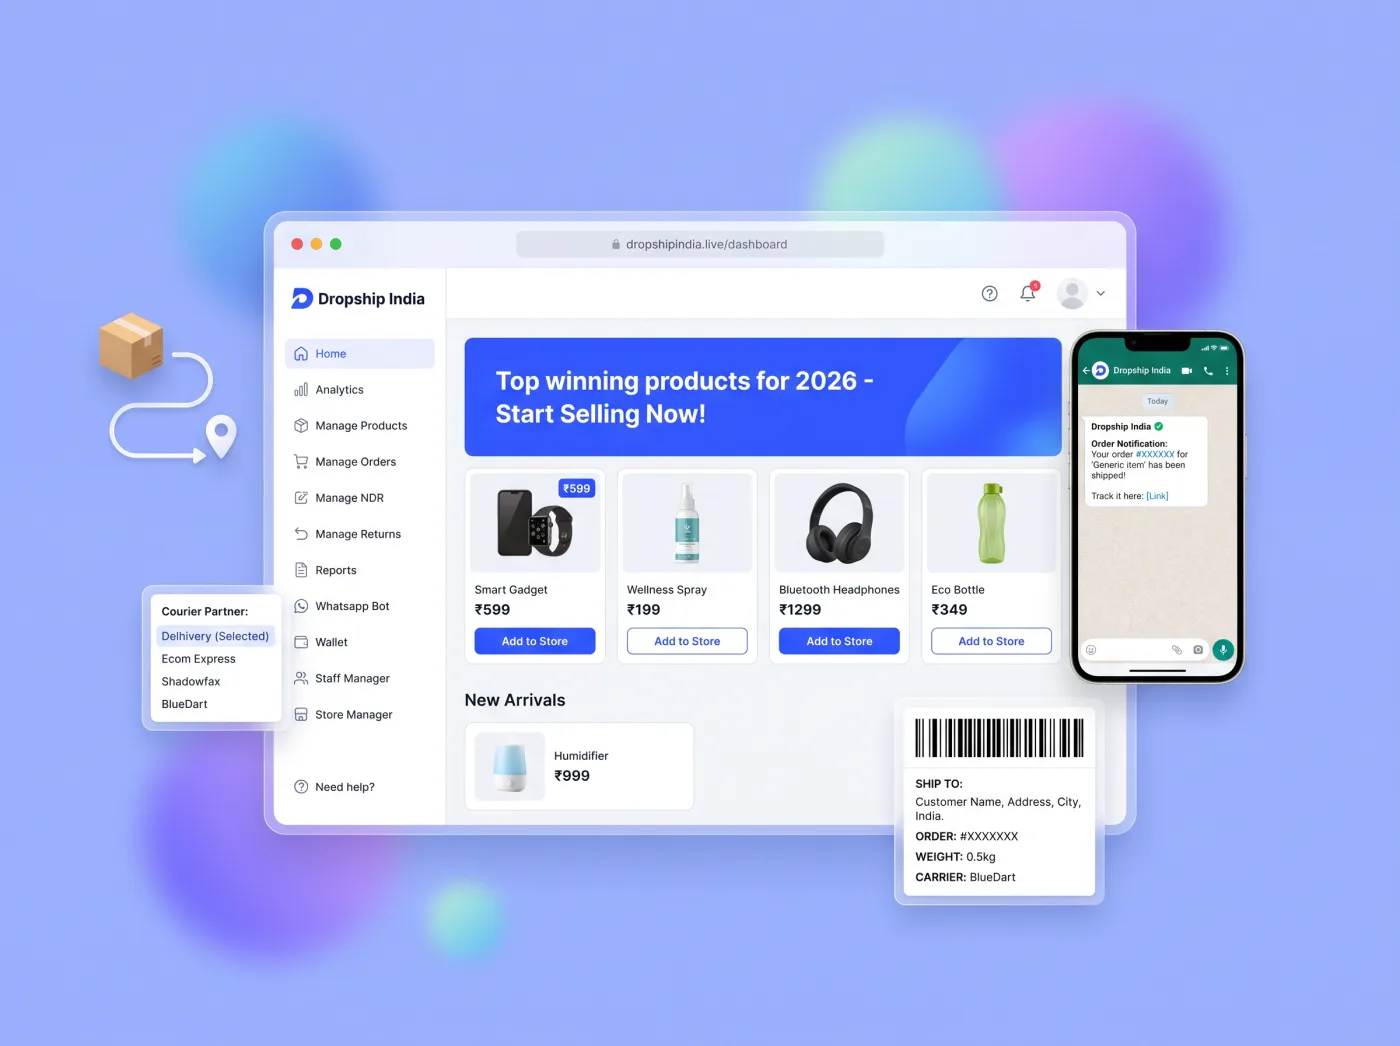 dropshipindia.live/dashboard
Dropship India
Home
Analytics
Manage Products
Manage Orders
Manage NDR
Manage Returns
Reports
Whatsapp Bot
Wallet
Staff Manager
Store Manager
Need help?
Top winning products for 2026 -
Start Selling Now!
₹599
Smart Gadget
₹599
Add to Store
Wellness Spray
₹199
Add to Store
Bluetooth Headphones
₹1299
Add to Store
Eco Bottle
₹349
Add to Store
New Arrivals
Humidifier
₹999
Courier Partner:
Delhivery (Selected)
Ecom Express
Shadowfax
BlueDart
Dropship India
Today
Dropship India
Order Notification:
Your order #XXXXXX for
'Generic item' has been
shipped!
Track it here: [Link]
SHIP TO:
Customer Name, Address, City,
India.
ORDER: #XXXXXXX
WEIGHT: 0.5kg
CARRIER: BlueDart